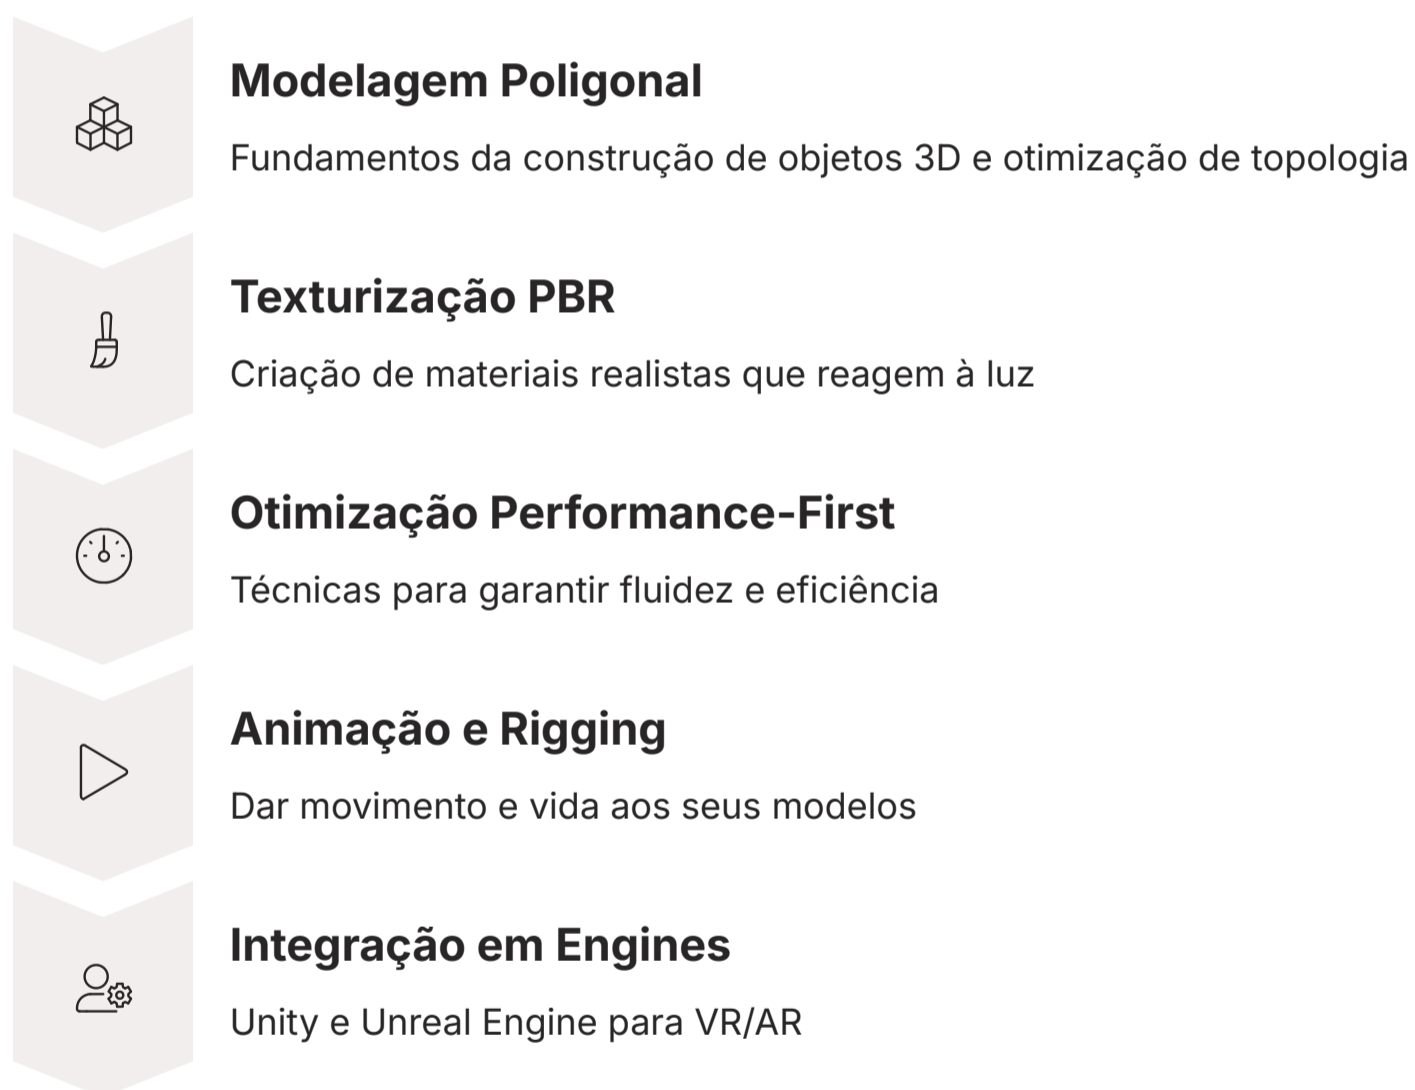 Modelagem Poligonal
Fundamentos da construção de objetos 3D e otimização de topologia
Texturização PBR
Criação de materiais realistas que reagem à luz
Otimização Performance-First
Técnicas para garantir fluidez e eficiência
Animação e Rigging
Dar movimento e vida aos seus modelos
Integração em Engines
Unity e Unreal Engine para VR/AR